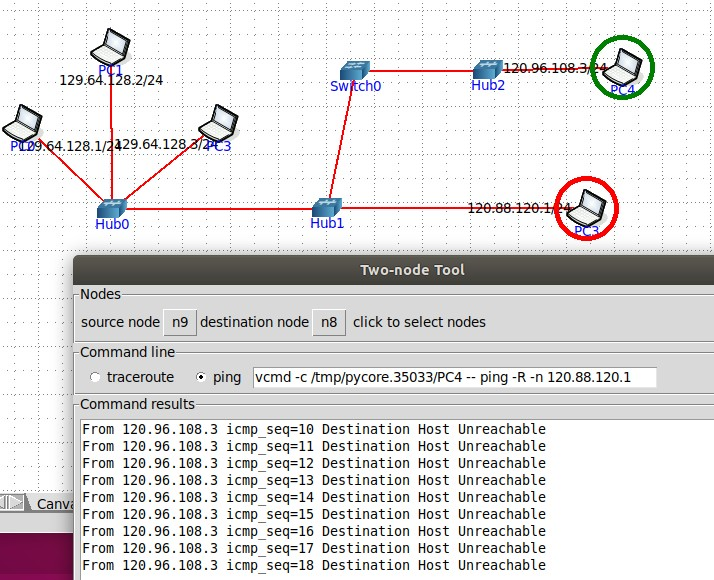 PC1
129.64.128.2/24
129.64.128.1/24
129.64.128.3/24
PC3
Hub0
Switch0
Hub2
120.96.108.3/24
PC4
Hub1
120.88.120.1/24
PC3
Two-node Tool
Nodes
source node n9 destination node n8 click to select nodes
Command line
traceroute ping vcmd -c /tmp/pycore.35033/PC4 -- ping -R -n 120.88.120.1
Command results
From 120.96.108.3 icmp_seq=10 Destination Host Unreachable
From 120.96.108.3 icmp_seq=11 Destination Host Unreachable
From 120.96.108.3 icmp_seq=12 Destination Host Unreachable
From 120.96.108.3 icmp_seq=13 Destination Host Unreachable
From 120.96.108.3 icmp_seq=14 Destination Host Unreachable
From 120.96.108.3 icmp_seq=15 Destination Host Unreachable
From 120.96.108.3 icmp_seq=16 Destination Host Unreachable
From 120.96.108.3 icmp_seq=17 Destination Host Unreachable
From 120.96.108.3 icmp_seq=18 Destination Host Unreachable